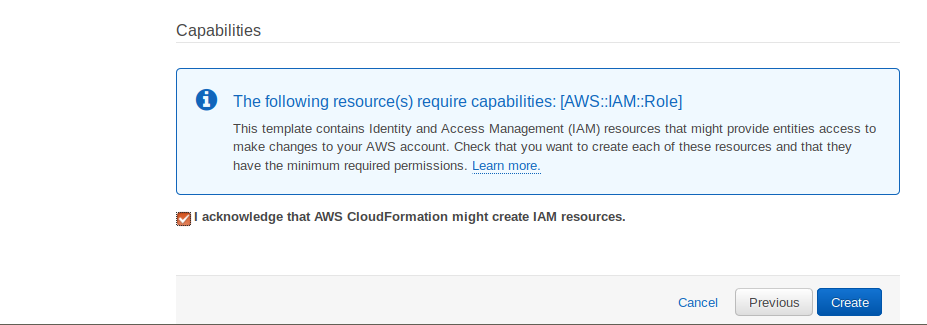 Capabilities
The following resource(s) require capabilities: [AWS::IAM::Role]
This template contains Identity and Access Management (IAM) resources that might provide entities access to
make changes to your AWS account. Check that you want to create each of these resources and that they
have the minimum required permissions. Learn more.
I acknowledge that AWS CloudFormation might create IAM resources.
Cancel Previous Create